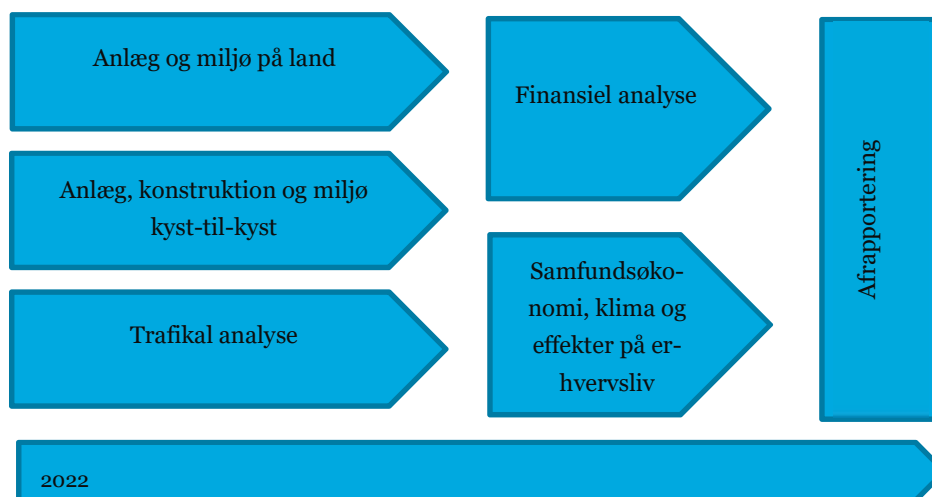 Anlæg og miljø på land
Anlæg, konstruktion og miljø
kyst-til-kyst
Trafikal analyse
Finansiel analyse
Samfundsøko-
nomi, klima og
effekter på er-
hvervsliv
Afrapportering
2022